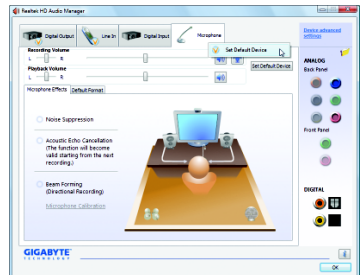 Realtek HD Audio Manager
Digital Output
Line In
Digital Input
Microphone
Device advanced settings
Set Default Device
Recording Volume
L
R
Set Default Device
Playback Volume
L
R
Microphone Effects
Default Format
Noise Suppression
Acoustic Echo Cancellation
(The function will become
valid starting from the next
recording.)
Beam Forming
(Directional Recording)
Microphone Calibration
ANALOG
Back Panel
Front Panel
DIGITAL
GIGABYTE
TECHNOLOGY
OK